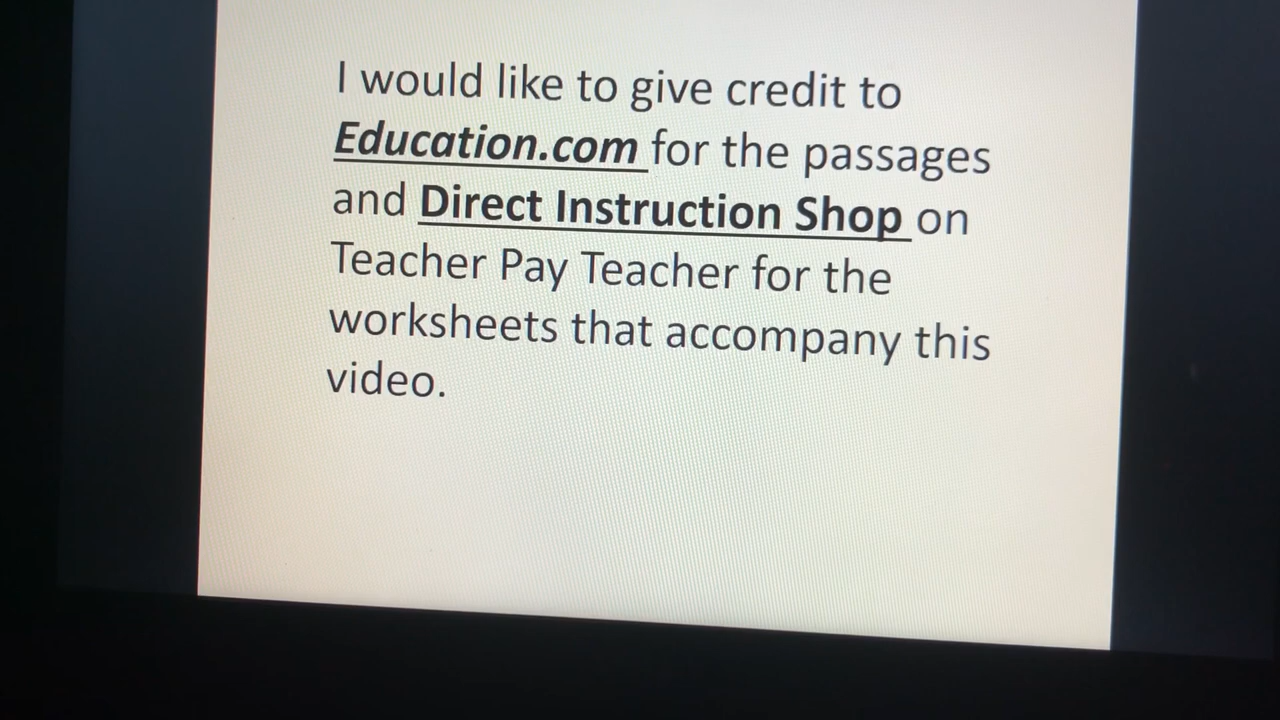 I would like to give credit to
Education.com for the passages
and Direct Instruction Shop on
Teacher Pay Teacher for the
worksheets that accompany this
video.